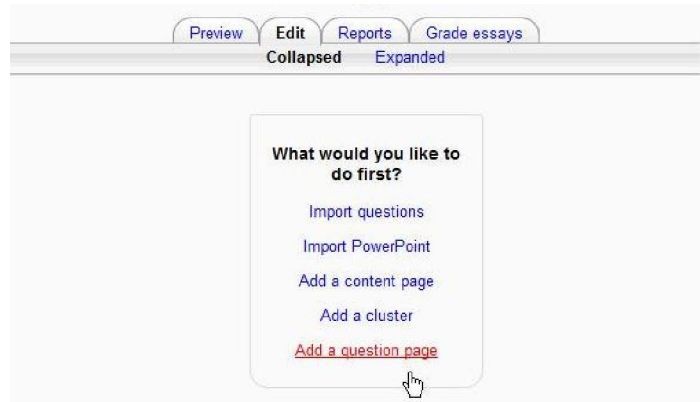 Preview Edit Reports Grade essays
Collapsed Expanded
What would you like to
do first?
Import questions
Import PowerPoint
Add a content page
Add a cluster
Add a question page